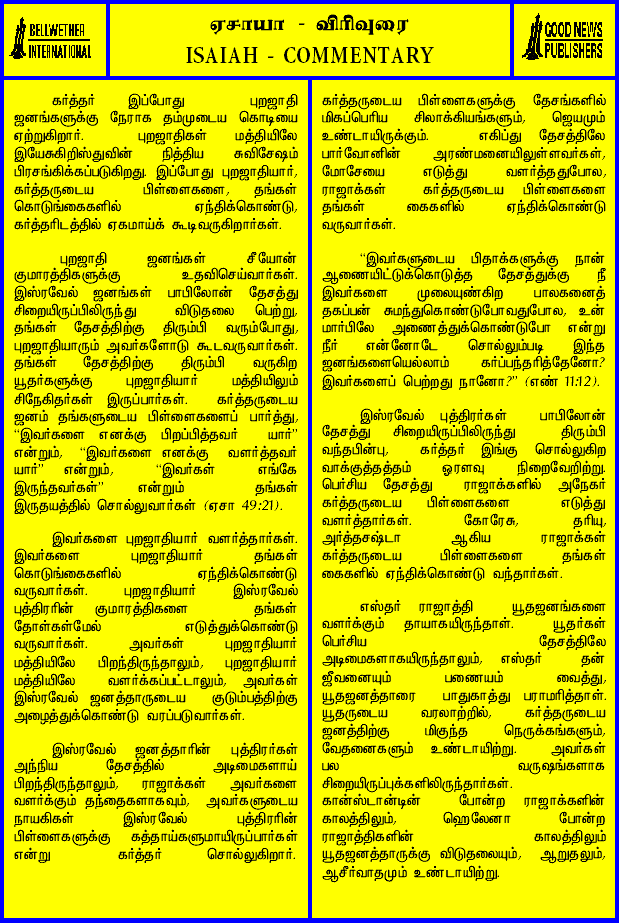 BELLWETHER
INTERNATIONAL
ஏசாயா - விரிவுரை
ISAIAH - COMMENTARY
GOOD NEWS
PUBLISHERS
கர்த்தர் இப்போது புறஜாதி
ஜனங்களுக்கு நேராக தம்முடைய கொடியை
ஏற்றுகிறார். புறஜாதிகள் மத்தியிலே
இயேசுகிறிஸ்துவின் நித்திய சுவிசேஷம்
பிரசங்கிக்கப்படுகிறது. இப்போது புறஜாதியார்,
கர்த்தருடைய பிள்ளைகளை, தங்கள்
கொடுங்கைகளில் ஏந்திக்கொண்டு,
கர்த்தரிடத்தில் ஏகமாய்க் கூடிவருகிறார்கள்.
புறஜாதி ஜனங்கள் சீயோன்
குமாரத்திகளுக்கு உதவிசெய்வார்கள்.
இஸ்ரவேல் ஜனங்கள் பாபிலோன் தேசத்து
சிறையிருப்பிலிருந்து விடுதலை பெற்று,
தங்கள் தேசத்திற்கு திரும்பி வரும்போது,
புறஜாதியாரும் அவர்களோடு கூடவருவார்கள்.
தங்கள் தேசத்திற்கு திரும்பி வருகிற
யூதர்களுக்கு புறஜாதியார் மத்தியிலும்
சிநேகிதர்கள் இருப்பார்கள். கர்த்தருடைய
ஜனம் தங்களுடைய பிள்ளைகளைப் பார்த்து,
“இவர்களை எனக்கு பிறப்பித்தவர் யார்”
என்றும், “இவர்களை எனக்கு வளர்த்தவர்
யார்” என்றும், “இவர்கள் எங்கே
இருந்தவர்கள்” என்றும் தங்கள்
இருதயத்தில் சொல்லுவார்கள் (ஏசா 49:21).
இவர்களை புறஜாதியார் வளர்த்தார்கள்.
இவர்களை புறஜாதியார் தங்கள்
கொடுங்கைகளில் ஏந்திக்கொண்டு
வருவார்கள். புறஜாதியார் இஸ்ரவேல்
புத்திரரின் குமாரத்திகளை தங்கள்
தோள்கள்மேல் எடுத்துக்கொண்டு
வருவார்கள். அவர்கள் புறஜாதியார்
மத்தியிலே பிறந்திருந்தாலும், புறஜாதியார்
மத்தியிலே வளர்க்கப்பட்டாலும், அவர்கள்
இஸ்ரவேல் ஜனத்தாருடைய குடும்பத்திற்கு
அழைத்துக்கொண்டு வரப்படுவார்கள்.
இஸ்ரவேல் ஜனத்தாரின் புத்திரர்கள்
அந்நிய தேசத்தில் அடிமைகளாய்
பிறந்திருந்தாலும், ராஜாக்கள் அவர்களை
வளர்க்கும் தந்தைகளாகவும், அவர்களுடைய
நாயகிகள் இஸ்ரவேல் புத்திரரின்
பிள்ளைகளுக்கு கத்தாய்களுமாயிருப்பார்கள்
என்று கர்த்தர் சொல்லுகிறார்.
கர்த்தருடைய பிள்ளைகளுக்கு தேசங்களில்
மிகப்பெரிய சிலாக்கியங்களும், ஜெயமும்
உண்டாயிருக்கும். எகிப்து தேசத்திலே
பார்வோனின் அரண்மனையிலுள்ளவர்கள்,
மோசேயை எடுத்து வளர்த்ததுபோல,
ராஜாக்கள் கர்த்தருடைய பிள்ளைகளை
தங்கள் கைகளில் ஏந்திக்கொண்டு
வருவார்கள்.
“இவர்களுடைய பிதாக்களுக்கு நான்
ஆணையிட்டுக்கொடுத்த தேசத்துக்கு நீ
இவர்களை முலையுண்கிற பாலகனைத்
தகப்பன் சுமந்துகொண்டுபோவதுபோல, உன்
மார்பிலே அணைத்துக்கொண்டுபோ என்று
நீர் என்னோடே சொல்லும்படி இந்த
ஜனங்களையெல்லாம் கர்ப்பந்தரித்தேனோ?
இவர்களைப் பெற்றது நானோ?” (எண் 11:12).
இஸ்ரவேல் புத்திரர்கள் பாபிலோன்
தேசத்து சிறையிருப்பிலிருந்து திரும்பி
வந்தபின்பு, கர்த்தர் இங்கு சொல்லுகிற
வாக்குத்தத்தம் ஓரளவு நிறைவேறிற்று.
பெர்சிய தேசத்து ராஜாக்களில் அநேகர்
கர்த்தருடைய பிள்ளைகளை எடுத்து
வளர்த்தார்கள். கோரேசு, தரியு,
அர்த்தசஷ்டா ஆகிய ராஜாக்கள்
கர்த்தருடைய பிள்ளைகளை தங்கள்
கைகளில் ஏந்திக்கொண்டு வந்தார்கள்.
எஸ்தர் ராஜாத்தி யூதஜனங்களை
வளர்க்கும் தாயாகயிருந்தாள். யூதர்கள்
பெர்சிய தேசத்திலே
அடிமைகளாகயிருந்தாலும், எஸ்தர் தன்
ஜீவனையும் பணையம் வைத்து,
யூதஜனத்தாரை பாதுகாத்து பராமரித்தாள்.
யூதருடைய வரலாற்றில், கர்த்தருடைய
ஜனத்திற்கு மிகுந்த நெருக்கங்களும்,
வேதனைகளும் உண்டாயிற்று. அவர்கள்
பல வருஷங்களாக
சிறையிருப்புக்களிலிருந்தார்கள்.
கான்ஸ்டான்டின் போன்ற ராஜாக்களின்
காலத்திலும், ஹெலேனா போன்ற
ராஜாத்திகளின் காலத்திலும்
யூதஜனத்தாருக்கு விடுதலையும், ஆறுதலும்,
ஆசீர்வாதமும் உண்டாயிற்று.